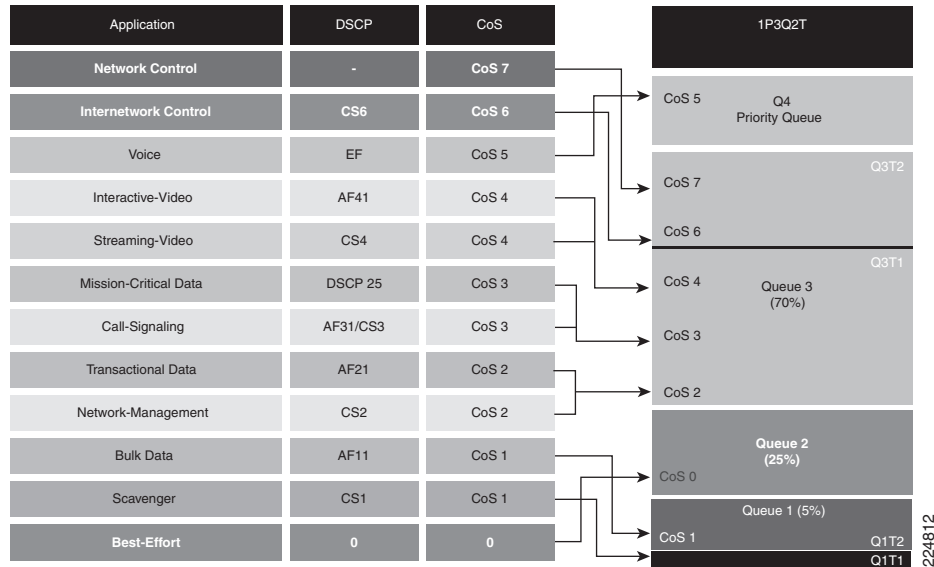 Application DSCP CoS 1P3Q2T
Network Control - CoS 7
Internetwork Control CS6 CoS 6
Voice EF CoS 5
Interactive-Video AF41 CoS 4
Streaming-Video CS4 CoS 4
Mission-Critical Data DSCP 25 CoS 3
Call-Signaling AF31/CS3 CoS 3
Transactional Data AF21 CoS 2
Network-Management CS2 CoS 2
Bulk Data AF11 CoS 1
Scavenger CS1 CoS 1
Best-Effort 0 0
CoS 5 Q4
Priority Queue
Q3T2
CoS 7
CoS 6
Q3T1
CoS 4 Queue 3
(70%)
CoS 3
CoS 2
Queue 2
(25%)
CoS 0
Queue 1 (5%)
CoS 1 Q1T2
Q1T1
224812